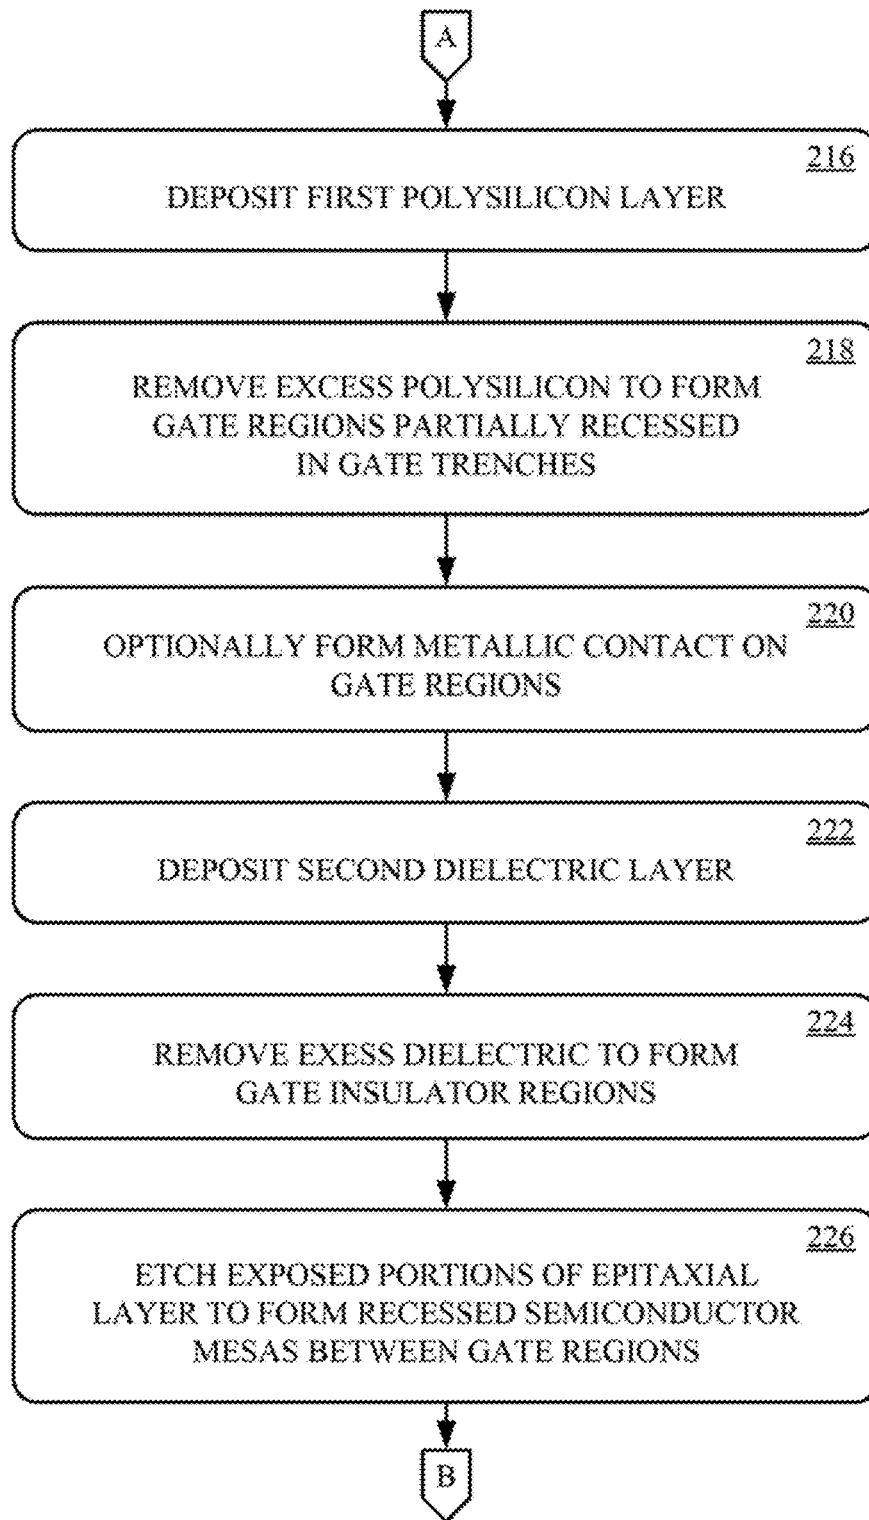 A
216
DEPOSIT FIRST POLYSILICON LAYER
218
REMOVE EXCESS POLYSILICON TO FORM
GATE REGIONS PARTIALLY RECESSED
IN GATE TRENCHES
220
OPTIONALLY FORM METALLIC CONTACT ON
GATE REGIONS
222
DEPOSIT SECOND DIELECTRIC LAYER
224
REMOVE EXESS DIELECTRIC TO FORM
GATE INSULATOR REGIONS
226
ETCH EXPOSED PORTIONS OF EPITAXIAL
LAYER TO FORM RECESSED SEMICONDUCTOR
MESAS BETWEEN GATE REGIONS
B